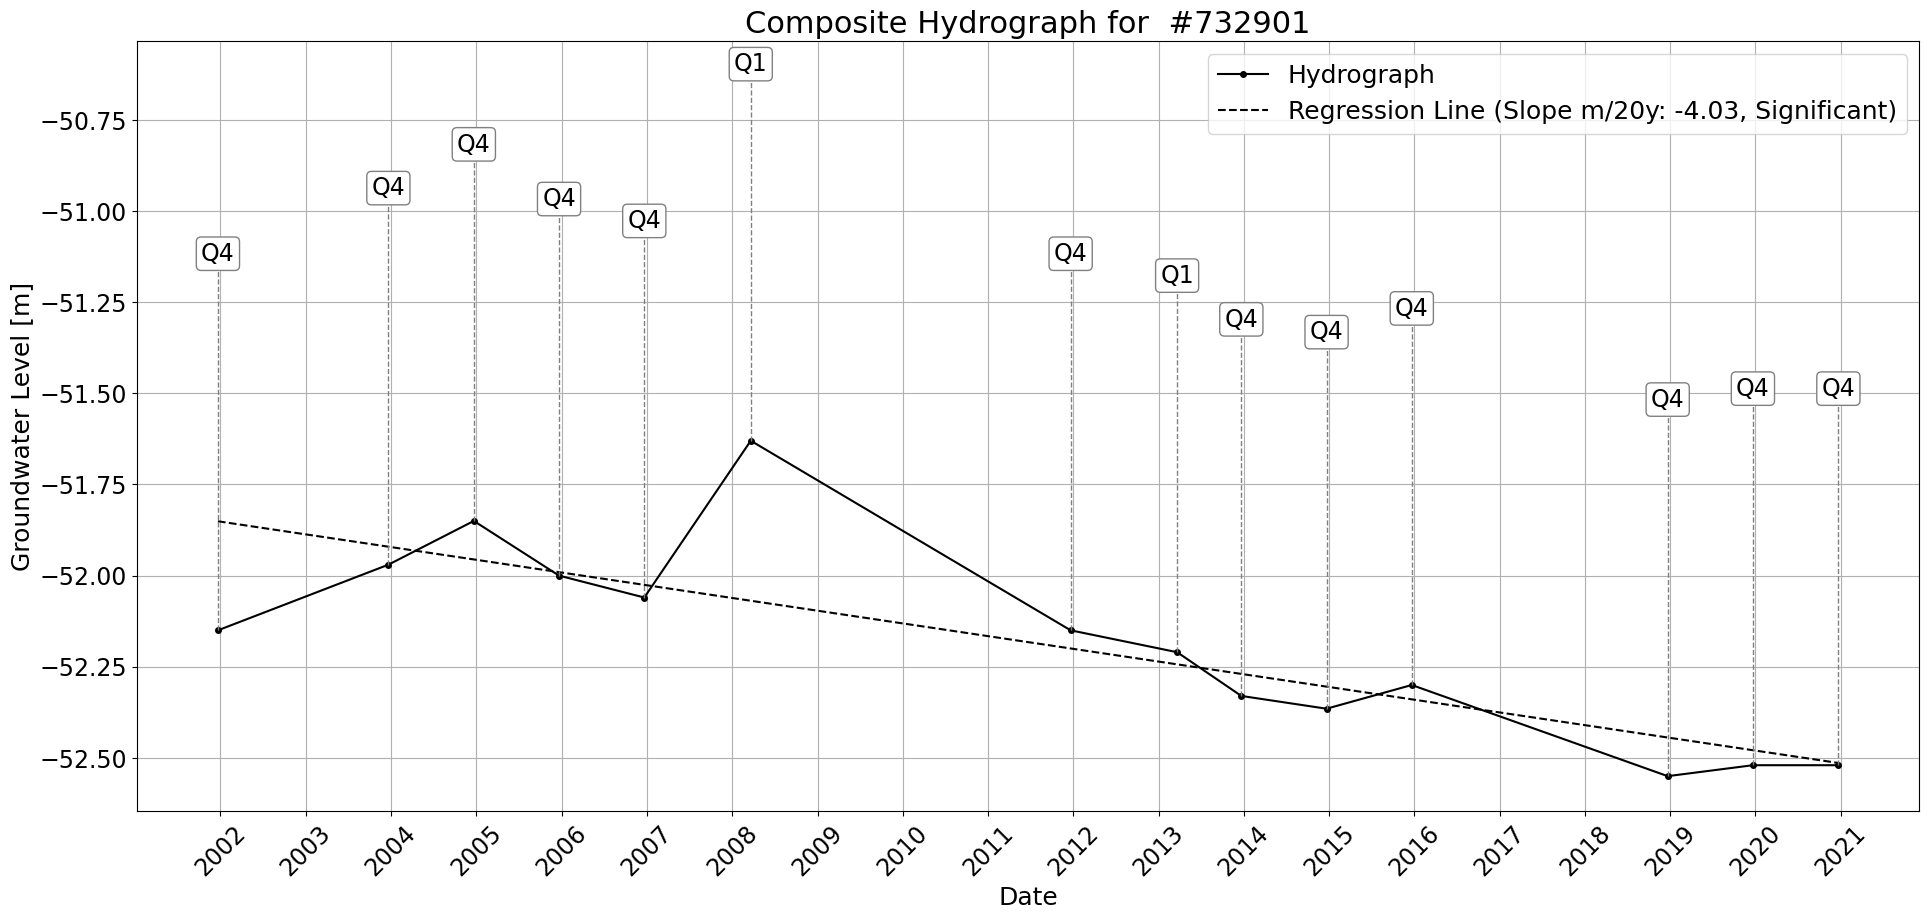 Composite Hydrograph for  #732901
Hydrograph
Regression Line (Slope m/20y: -4.03, Significant)
Q1
Q4
Q4
Q4
Q4
Q4
Q4
Q1
Q4
Q4
Q4
Q4
Q4
Q4
Groundwater Level [m]
−50.75
−51.00
−51.25
−51.50
−51.75
−52.00
−52.25
−52.50
2002
2003
2004
2005
2006
2007
2008
2009
2010
2011
2012
2013
2014
2015
2016
2017
2018
2019
2020
2021
Date